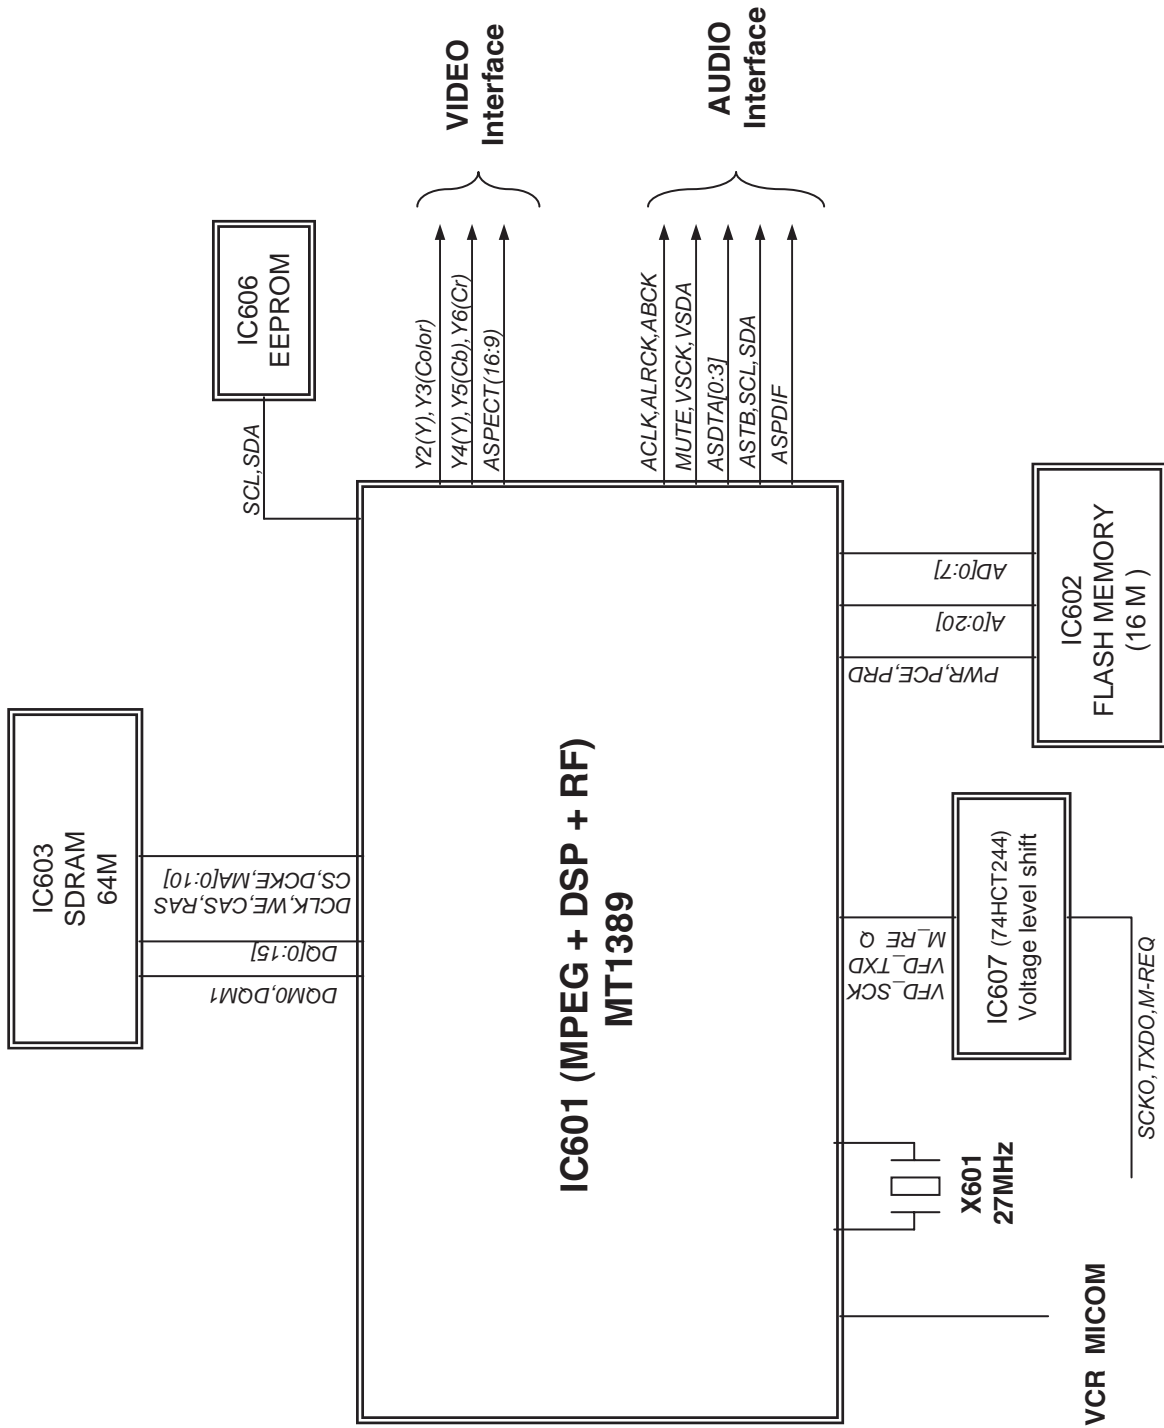 IC603
SDRAM
64M
DQM0,DQM1
DQ[0:15]
DCLK,WE,CAS,RAS
CS,DCKE,MA[0:10]
SCL,SDA
IC606
EEPROM
IC601 (MPEG + DSP + RF)
MT1389
Y2(Y),Y3(Color)
Y4(Y),Y5(Cb),Y6(Cr)
ASPECT(16:9)
VIDEO
Interface
ACLK,ALRCK,ABCK
MUTE,VSCK,VSDA
ASDTA[0:3]
ASTB,SCL,SDA
ASPDIF
AUDIO
Interface
VCR MICOM
X601
27MHz
VFD_SCK
VFD_TXD
M_RE Q
IC607 (74HCT244)
Voltage level shift
SCKO,TXDO,M-REQ
PWR,PCE,PRD
A[0:20]
AD[0:7]
IC602
FLASH MEMORY
(16 M )